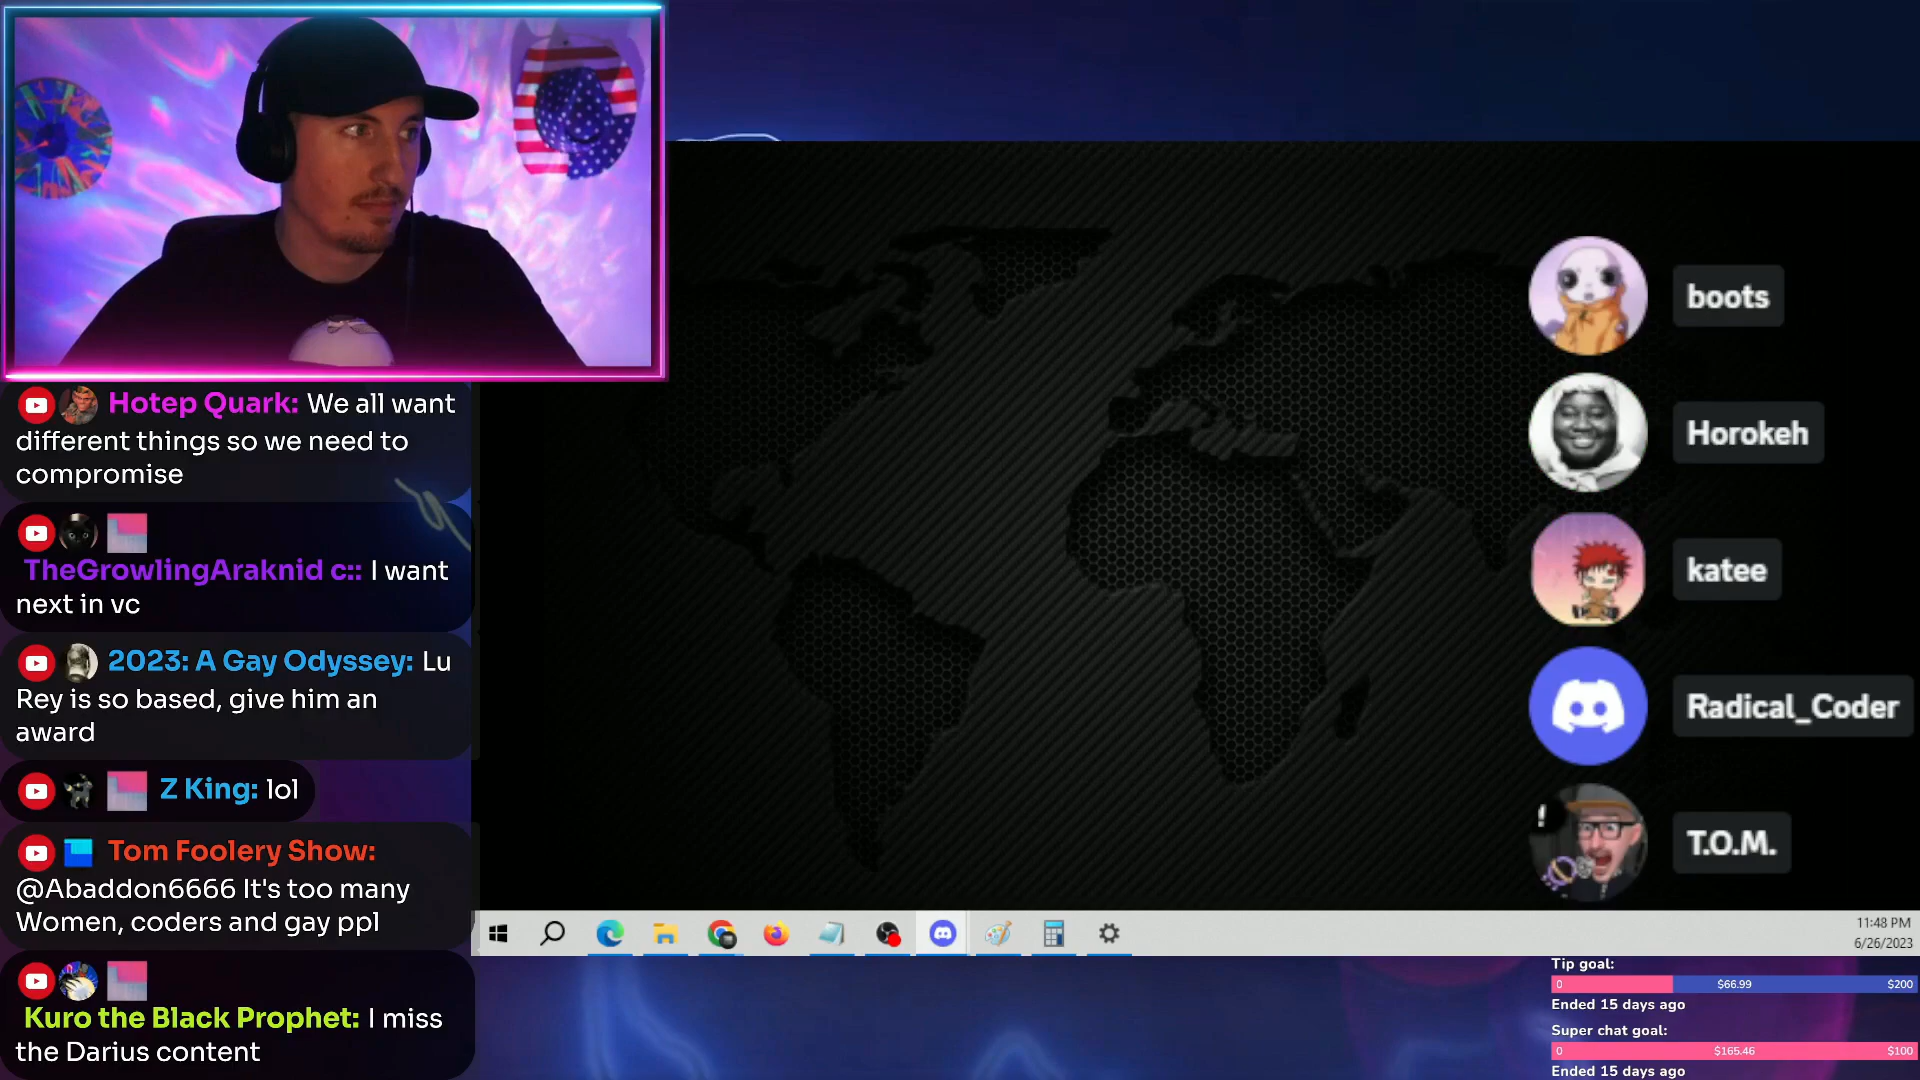 Hotep Quark: We all want
different things so we need to
compromise
TheGrowlingAraknid c:: I want
next in vc
2023: A Gay Odyssey: Lu
Rey is so based, give him an
award
Z King: lol
Tom Foolery Show:
@Abaddon6666 It's too many
Women, coders and gay ppl
Kuro the Black Prophet: I miss
the Darius content
boots
Horokeh
katee
Radical_Coder
!
T.O.M.
11:48 PM
6/26/2023
Tip goal:
0 $66.99 $200
Ended 15 days ago
Super chat goal:
0 $165.46 $100
Ended 15 days ago